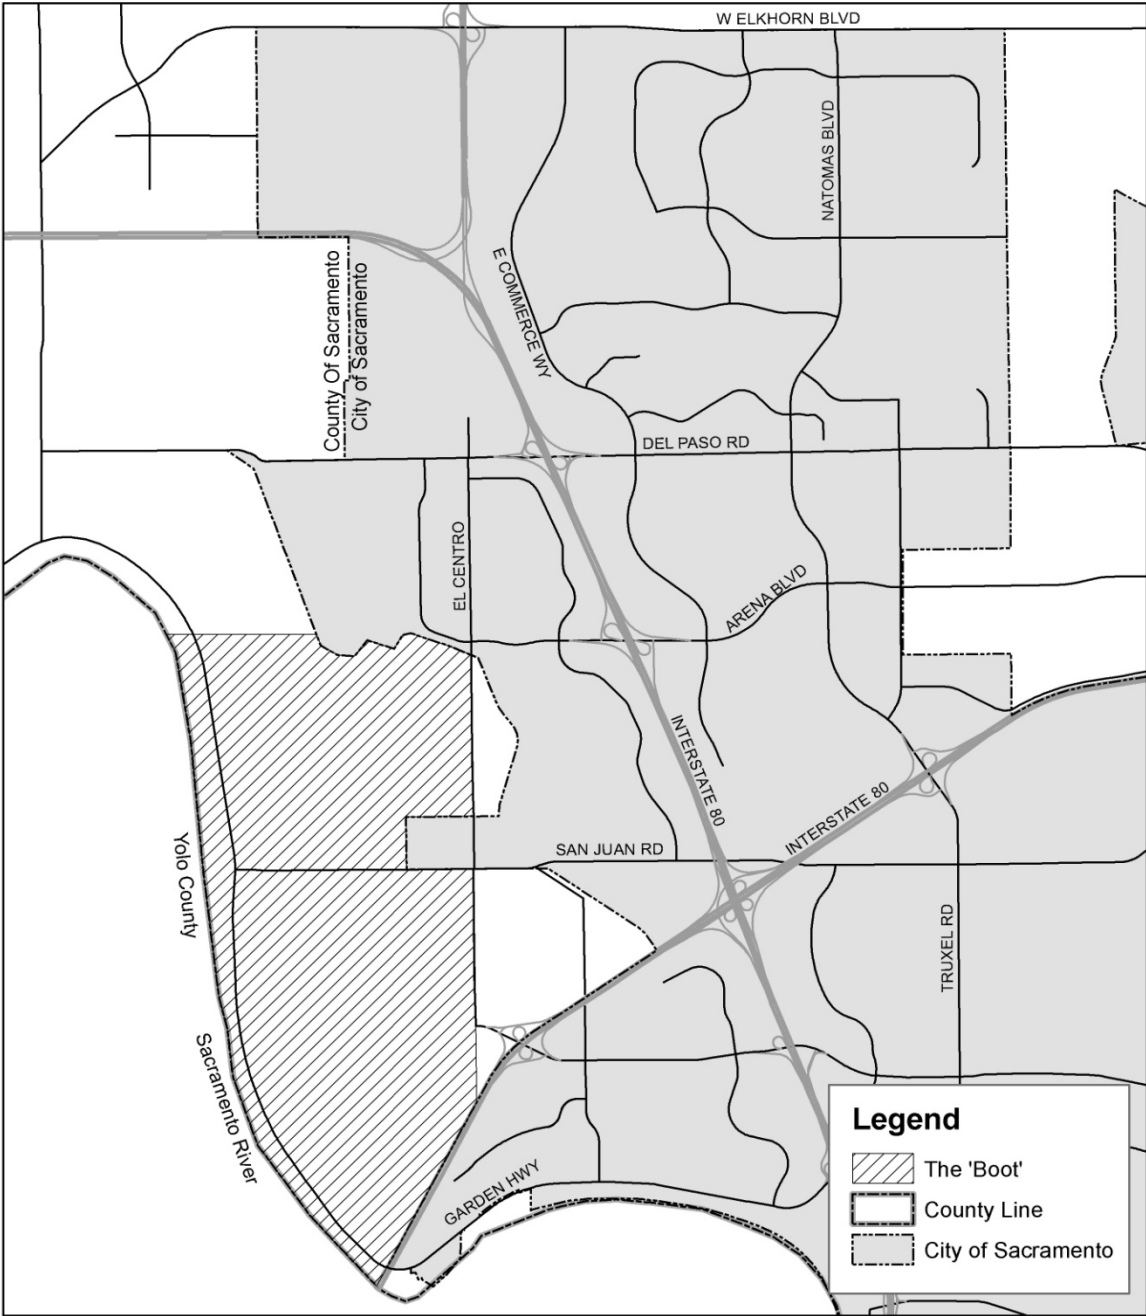 W ELKHORN BLVD
NATOMAS BLVD
E COMMERCE WY
County Of Sacramento
City of Sacramento
DEL PASO RD
EL CENTRO
ARENA BLVD
INTERSTATE 80
INTERSTATE 80
SAN JUAN RD
Yolo County
TRUXEL RD
Sacramento River
GARDEN HWY
Legend
The 'Boot'
County Line
City of Sacramento